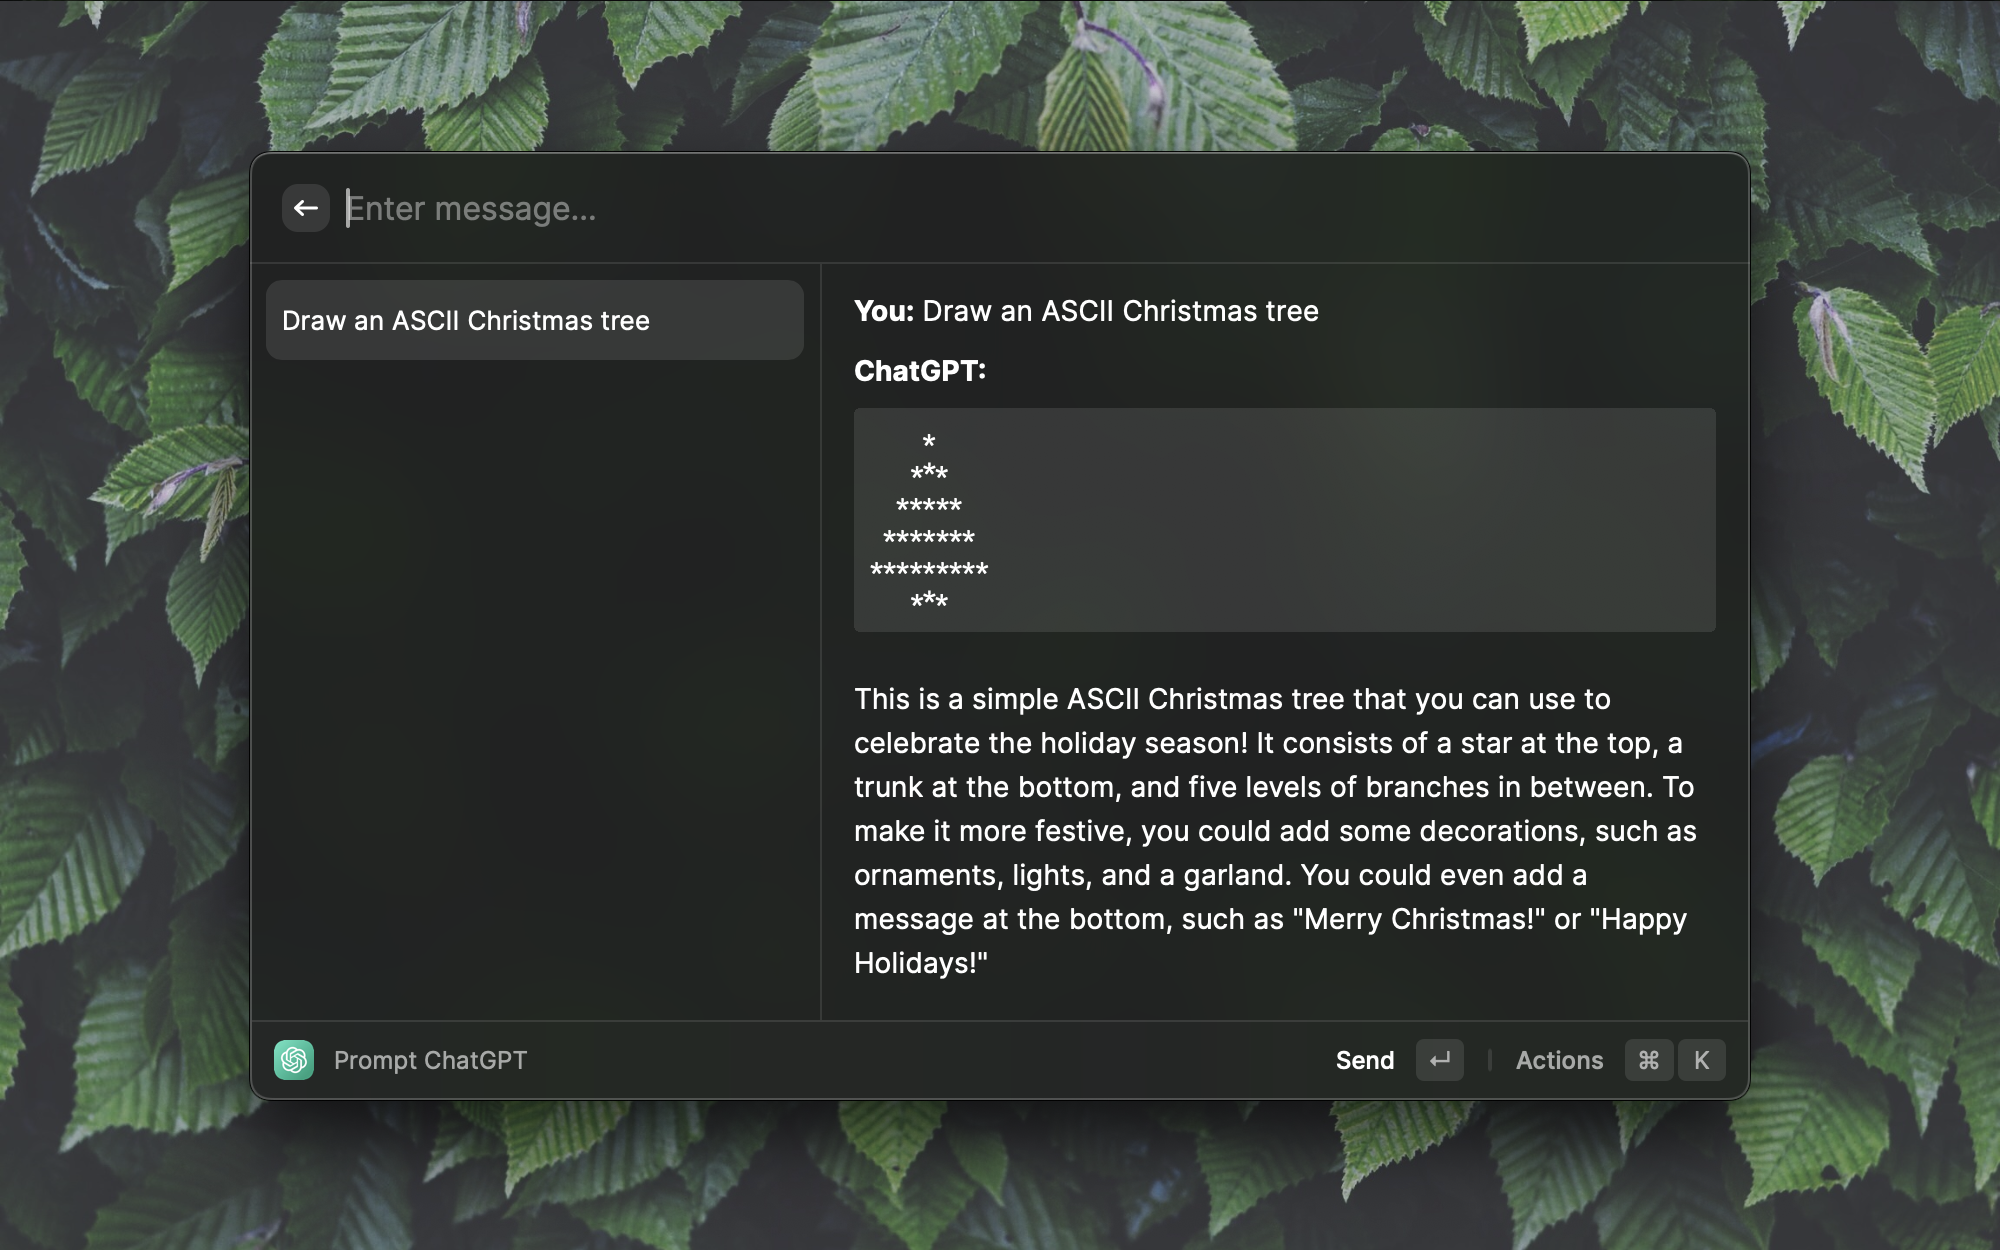 Enter message...
Draw an ASCII Christmas tree
You: Draw an ASCII Christmas tree
ChatGPT:
    *
   ***
  *****
 *******
*********
   ***
This is a simple ASCII Christmas tree that you can use to
celebrate the holiday season! It consists of a star at the top, a
trunk at the bottom, and five levels of branches in between. To
make it more festive, you could add some decorations, such as
ornaments, lights, and a garland. You could even add a
message at the bottom, such as "Merry Christmas!" or "Happy
Holidays!"
Prompt ChatGPT
Send ↵ | Actions ⌘ K